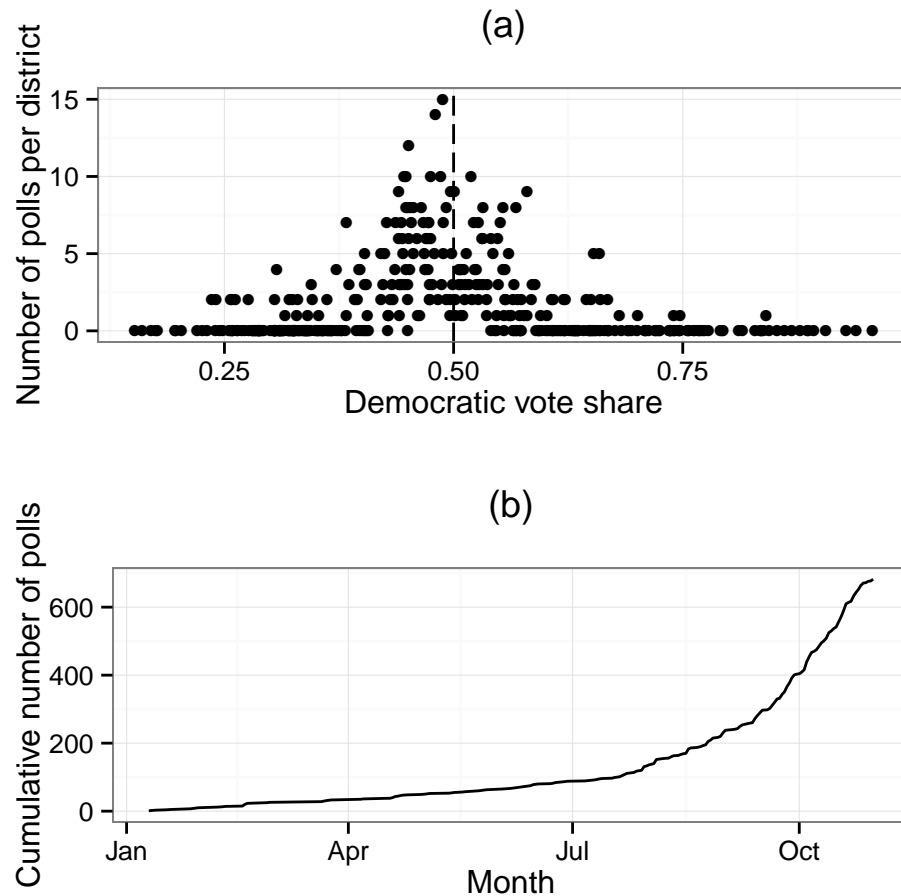 (a)
Number of polls per district
15
10
5
0
0.25 0.50 0.75
Democratic vote share
(b)
Cumulative number of polls
600
400
200
0
Jan Apr Jul Oct
Month